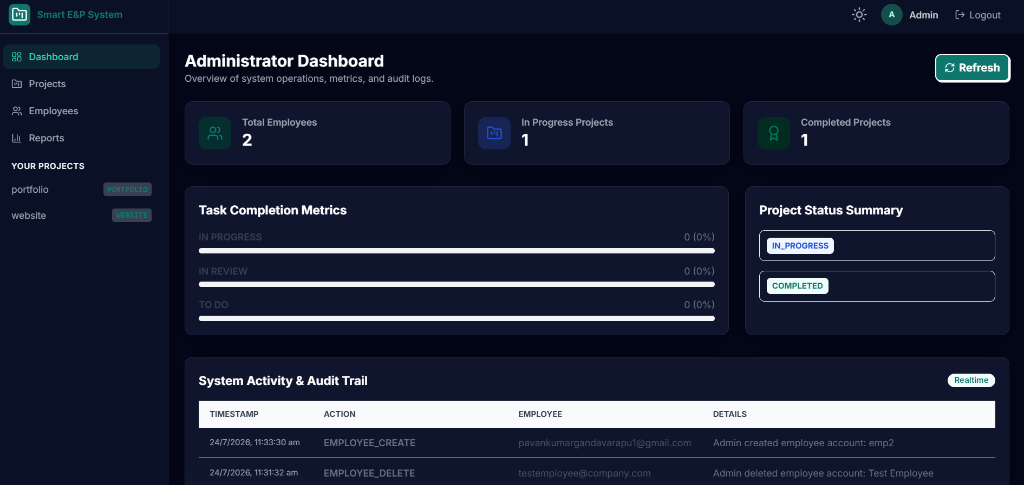 Smart E&P System
A Admin Logout
Dashboard
Projects
Employees
Reports
YOUR PROJECTS
portfolio PORTFOLIO
website WEBSITE
Administrator Dashboard
Overview of system operations, metrics, and audit logs.
Refresh
Total Employees
2
In Progress Projects
1
Completed Projects
1
Task Completion Metrics
IN PROGRESS 0 (0%)
IN REVIEW 0 (0%)
TO DO 0 (0%)
Project Status Summary
IN_PROGRESS
COMPLETED
System Activity & Audit Trail
Realtime
TIMESTAMP ACTION EMPLOYEE DETAILS
24/7/2026, 11:33:30 am EMPLOYEE_CREATE pavankumargandavarapu1@gmail.com Admin created employee account: emp2
24/7/2026, 11:31:32 am EMPLOYEE_DELETE testemployee@company.com Admin deleted employee account: Test Employee